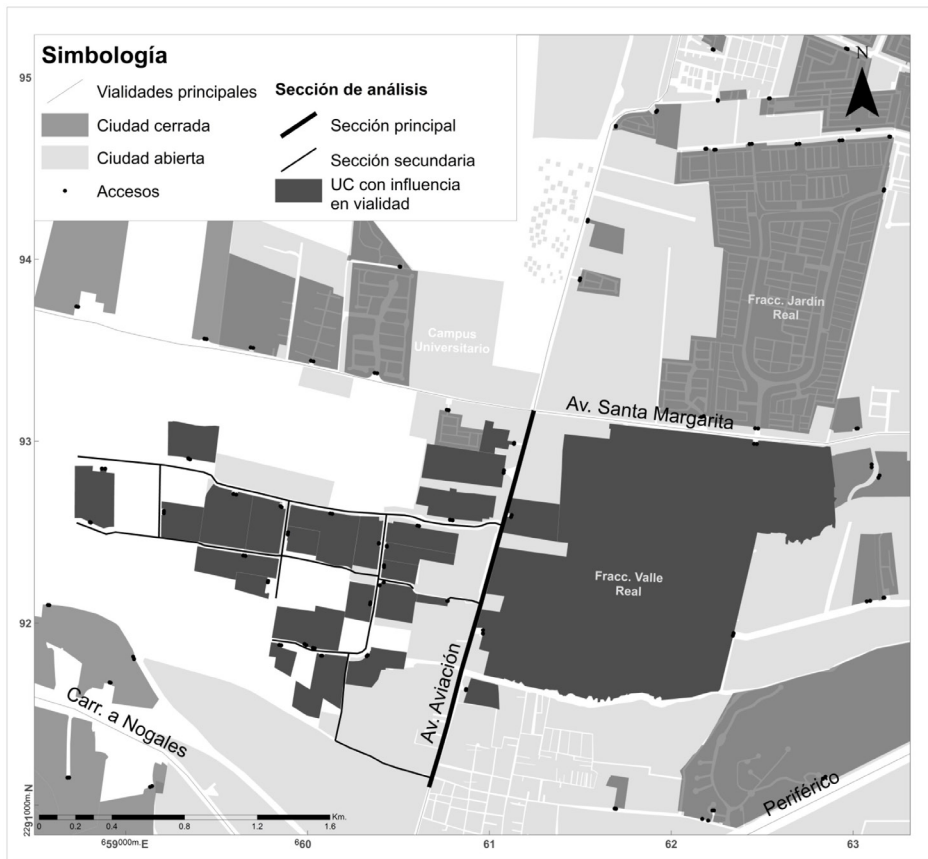 Simbología
Vialidades principales
Ciudad cerrada
Ciudad abierta
Accesos
Sección de análisis
Sección principal
Sección secundaria
UC con influencia
en vialidad
N
95
94
93
92
2291000m. N
Fracc. Jardín
Real
Campus
Universitario
Av. Santa Margarita
Fracc. Valle
Real
Av. Aviación
Carr. a Nogales
Periférico
Km.
0 0.2 0.4 0.6 1.2 1.6
659000m. E
660
61
62
63